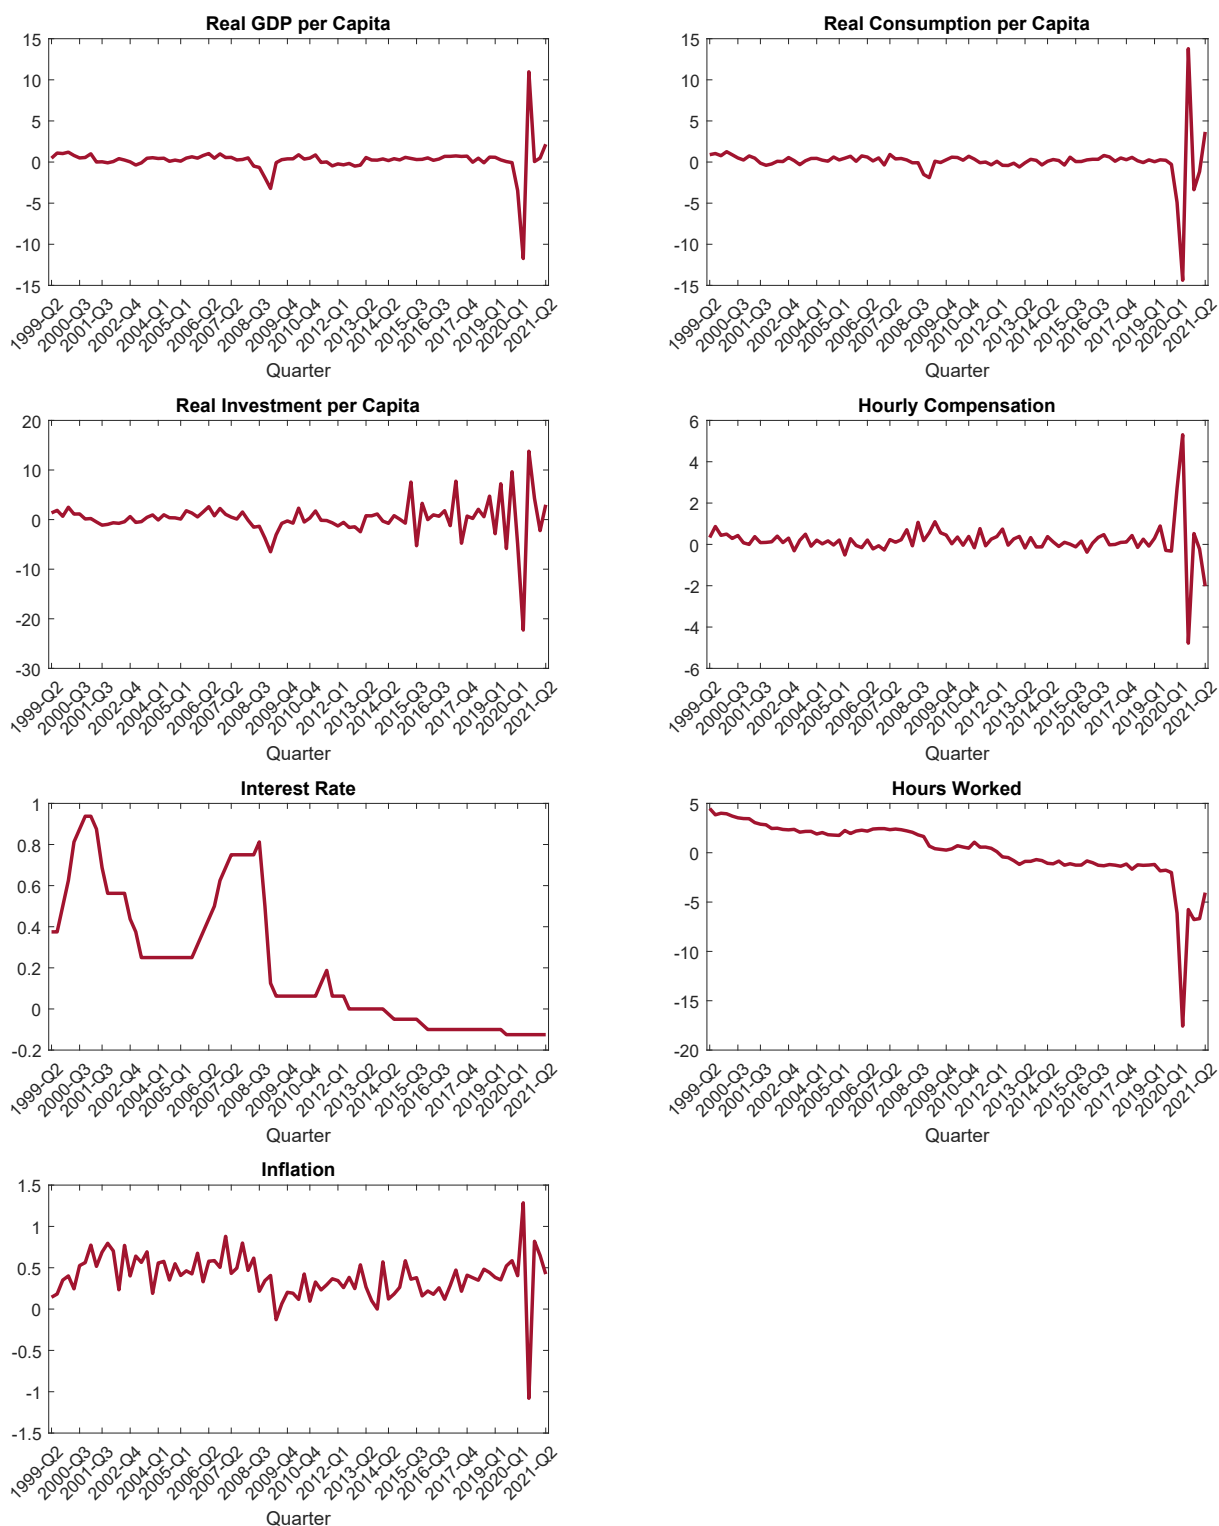 Real GDP per Capita
15
10
5
0
-5
-10
-15
1999-Q2 2000-Q3 2001-Q3 2002-Q4 2004-Q1 2005-Q1 2006-Q2 2007-Q2 2008-Q3 2009-Q4 2010-Q4 2012-Q1 2013-Q2 2014-Q2 2015-Q3 2016-Q3 2017-Q4 2019-Q1 2020-Q1 2021-Q2
Quarter
Real Consumption per Capita
15
10
5
0
-5
-10
-15
1999-Q2 2000-Q3 2001-Q3 2002-Q4 2004-Q1 2005-Q1 2006-Q2 2007-Q2 2008-Q3 2009-Q4 2010-Q4 2012-Q1 2013-Q2 2014-Q2 2015-Q3 2016-Q3 2017-Q4 2019-Q1 2020-Q1 2021-Q2
Quarter
Real Investment per Capita
20
10
0
-10
-20
-30
1999-Q2 2000-Q3 2001-Q3 2002-Q4 2004-Q1 2005-Q1 2006-Q2 2007-Q2 2008-Q3 2009-Q4 2010-Q4 2012-Q1 2013-Q2 2014-Q2 2015-Q3 2016-Q3 2017-Q4 2019-Q1 2020-Q1 2021-Q2
Quarter
Hourly Compensation
6
4
2
0
-2
-4
-6
1999-Q2 2000-Q3 2001-Q3 2002-Q4 2004-Q1 2005-Q1 2006-Q2 2007-Q2 2008-Q3 2009-Q4 2010-Q4 2012-Q1 2013-Q2 2014-Q2 2015-Q3 2016-Q3 2017-Q4 2019-Q1 2020-Q1 2021-Q2
Quarter
Interest Rate
1
0.8
0.6
0.4
0.2
0
-0.2
1999-Q2 2000-Q3 2001-Q3 2002-Q4 2004-Q1 2005-Q1 2006-Q2 2007-Q2 2008-Q3 2009-Q4 2010-Q4 2012-Q1 2013-Q2 2014-Q2 2015-Q3 2016-Q3 2017-Q4 2019-Q1 2020-Q1 2021-Q2
Quarter
Hours Worked
5
0
-5
-10
-15
-20
1999-Q2 2000-Q3 2001-Q3 2002-Q4 2004-Q1 2005-Q1 2006-Q2 2007-Q2 2008-Q3 2009-Q4 2010-Q4 2012-Q1 2013-Q2 2014-Q2 2015-Q3 2016-Q3 2017-Q4 2019-Q1 2020-Q1 2021-Q2
Quarter
Inflation
1.5
1
0.5
0
-0.5
-1
-1.5
1999-Q2 2000-Q3 2001-Q3 2002-Q4 2004-Q1 2005-Q1 2006-Q2 2007-Q2 2008-Q3 2009-Q4 2010-Q4 2012-Q1 2013-Q2 2014-Q2 2015-Q3 2016-Q3 2017-Q4 2019-Q1 2020-Q1 2021-Q2
Quarter